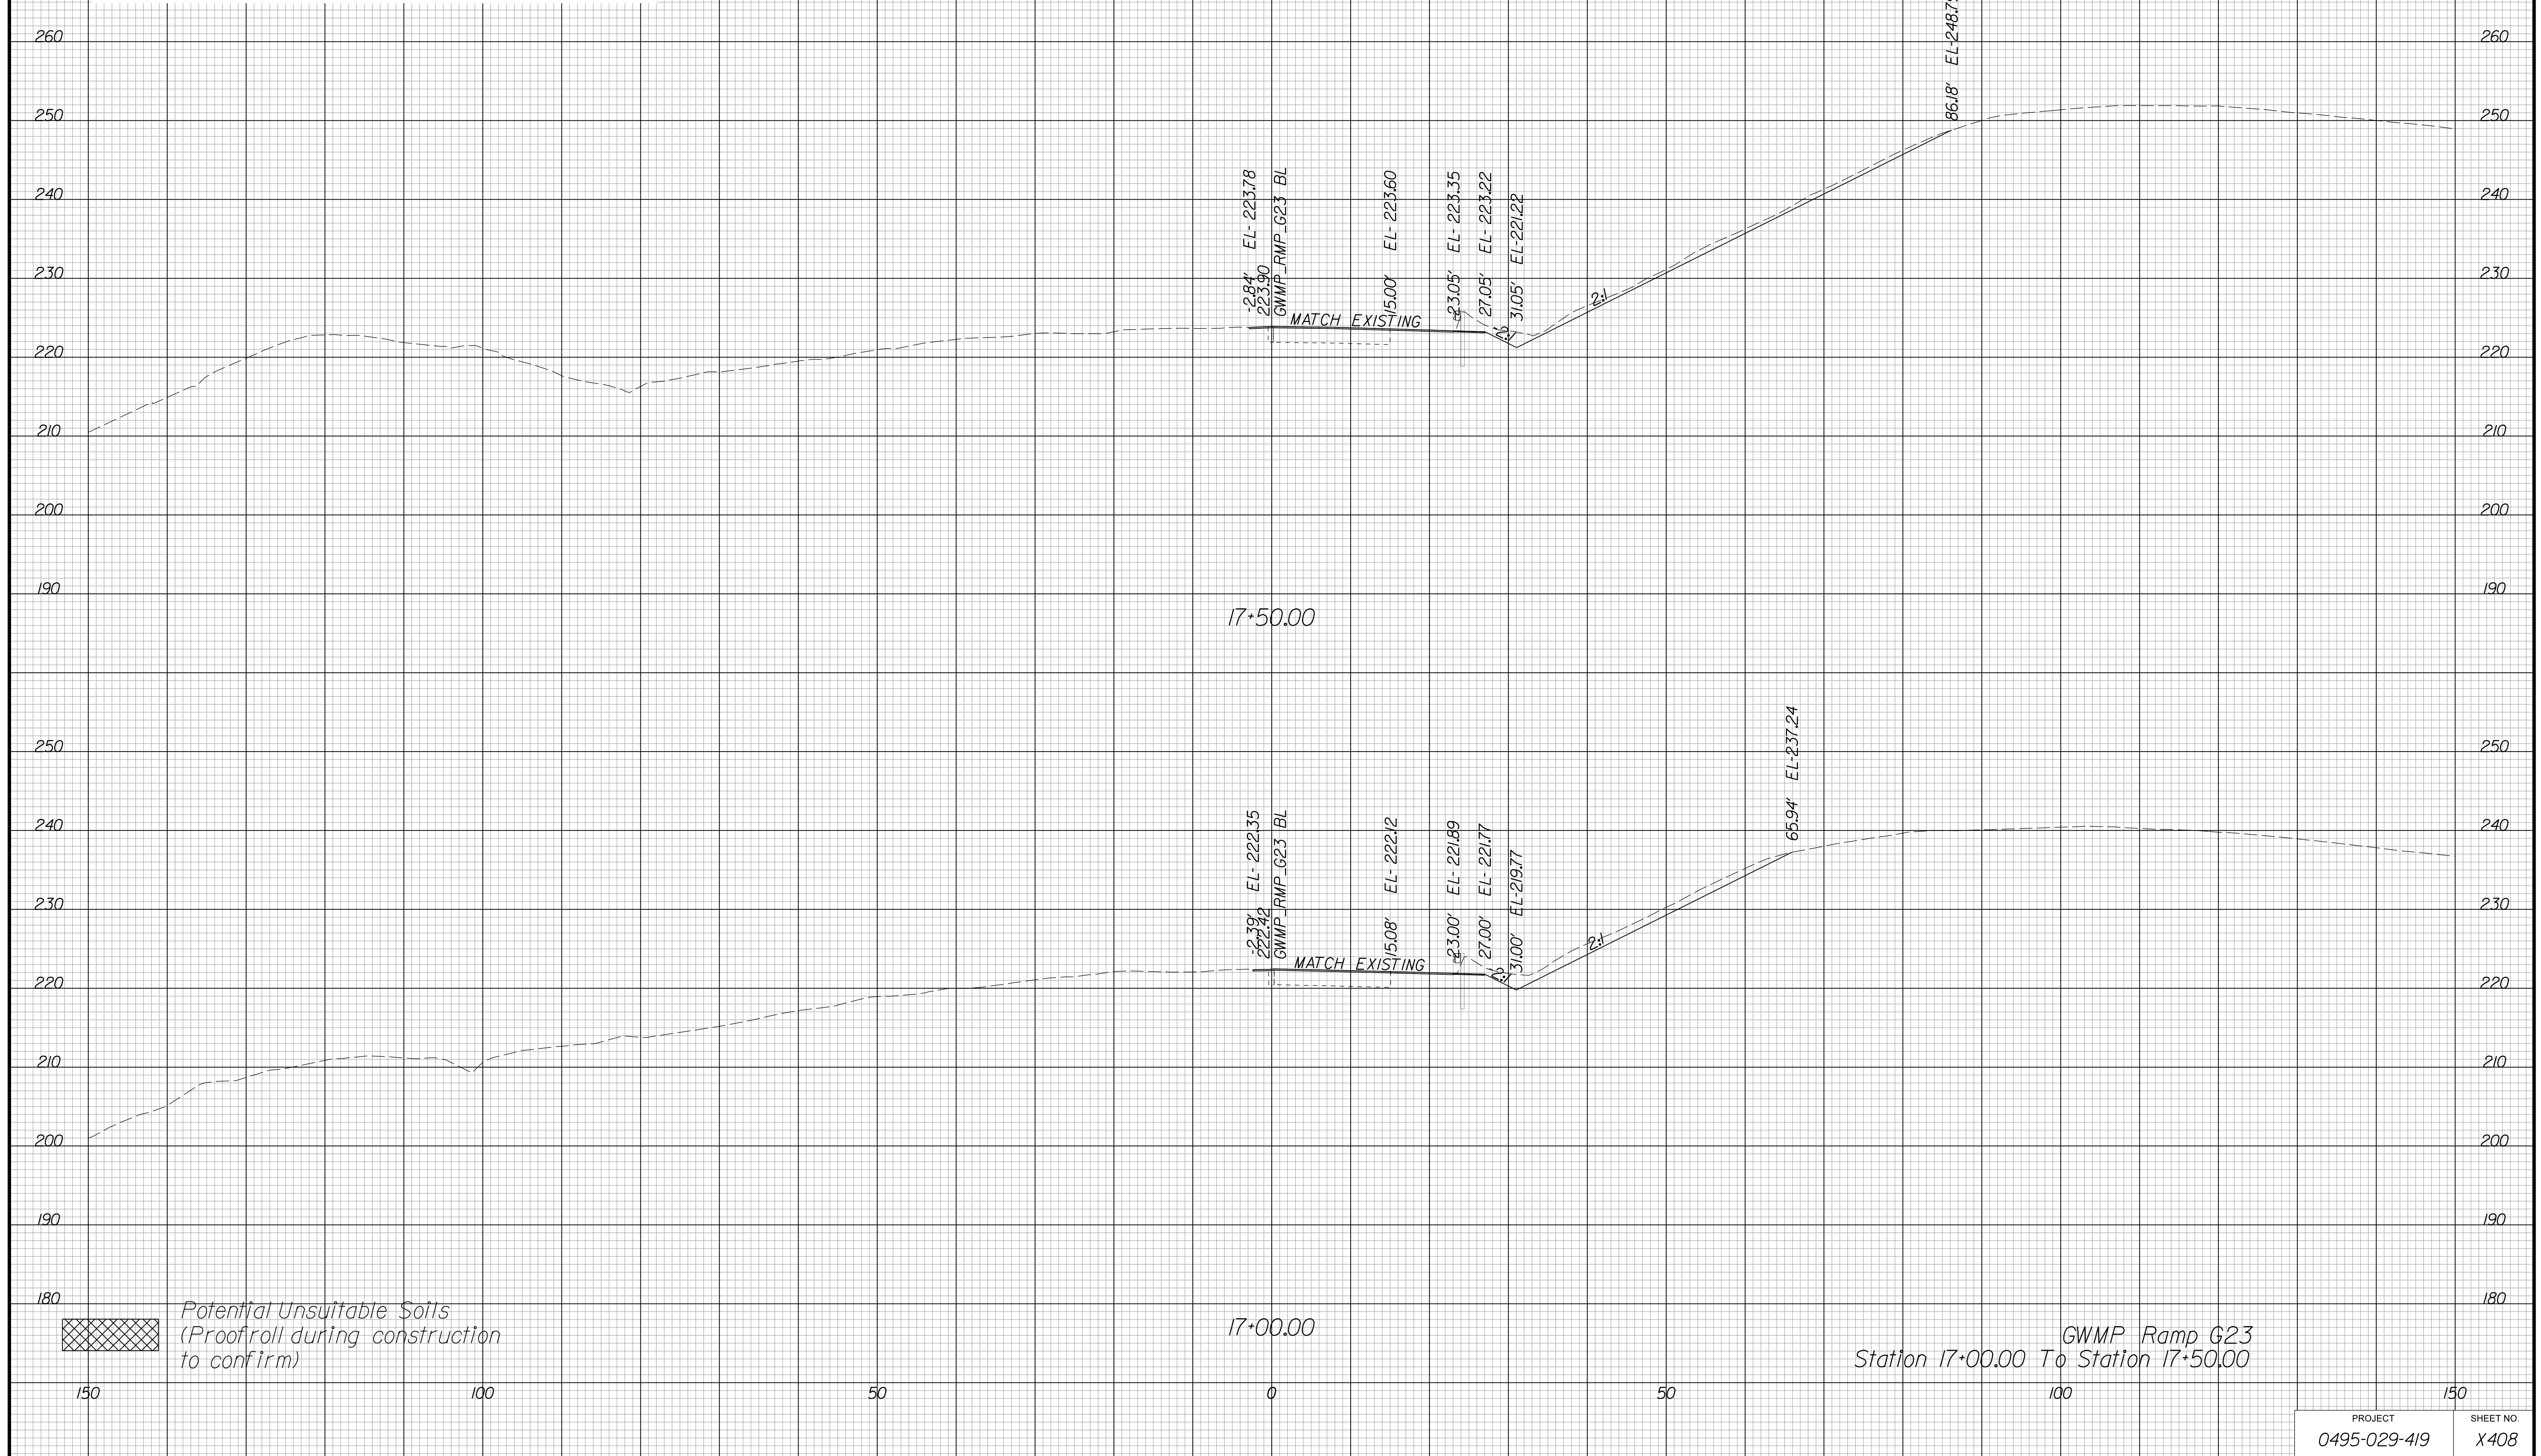 86.18' EL-248.7
260 260
250 250
240 240
230 230
220 220
210 210
200 200
190 190
-2.84' EL- 223.78
223.90
GWMP_RMP_G23 BL
15.00' EL- 223.60
23.05' EL- 223.35
27.05' EL- 223.22
31.05' EL-221.22
MATCH EXISTING
-2:1
2:1
17+50.00
65.94' EL-237.24
250 250
240 240
230 230
220 220
210 210
200 200
190 190
180 180
-2.39' EL- 222.35
222.42
GWMP_RMP_G23 BL
15.08' EL- 222.12
23.00' EL- 221.89
27.00' EL- 221.77
31.00' EL-219.77
MATCH EXISTING
-2:1
2:1
Potential Unsuitable Soils
(Proofroll during construction
to confirm)
17+00.00
GWMP Ramp G23
Station 17+00.00 To Station 17+50.00
150 100 50 0 50 100 150
PROJECT SHEET NO.
0495-029-419 X408